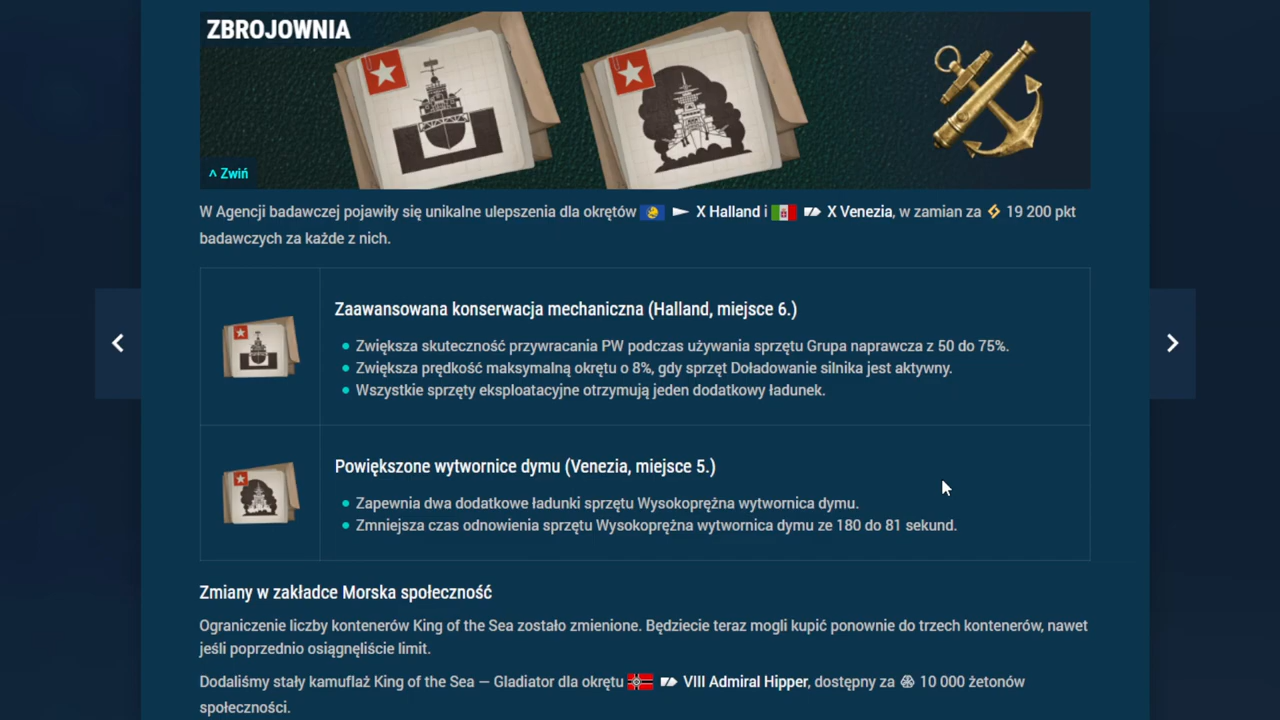 ZBROJOWNIA
^ Zwiń
W Agencji badawczej pojawiły się unikalne ulepszenia dla okrętów X Halland i X Venezia, w zamian za 19 200 pkt
badawczych za każde z nich.
Zaawansowana konserwacja mechaniczna (Halland, miejsce 6.)
Zwiększa skuteczność przywracania PW podczas używania sprzętu Grupa naprawcza z 50 do 75%.
Zwiększa prędkość maksymalną okrętu o 8%, gdy sprzęt Doładowanie silnika jest aktywny.
Wszystkie sprzęty eksploatacyjne otrzymują jeden dodatkowy ładunek.
Powiększone wytwornice dymu (Venezia, miejsce 5.)
Zapewnia dwa dodatkowe ładunki sprzętu Wysokoprężna wytwornica dymu.
Zmniejsza czas odnowienia sprzętu Wysokoprężna wytwornica dymu ze 180 do 81 sekund.
Zmiany w zakładce Morska społeczność
Ograniczenie liczby kontenerów King of the Sea zostało zmienione. Będziecie teraz mogli kupić ponownie do trzech kontenerów, nawet
jeśli poprzednio osiągnęliście limit.
Dodaliśmy stały kamuflaż King of the Sea — Gladiator dla okrętu VIII Admiral Hipper, dostępny za 10 000 żetonów
społeczności.